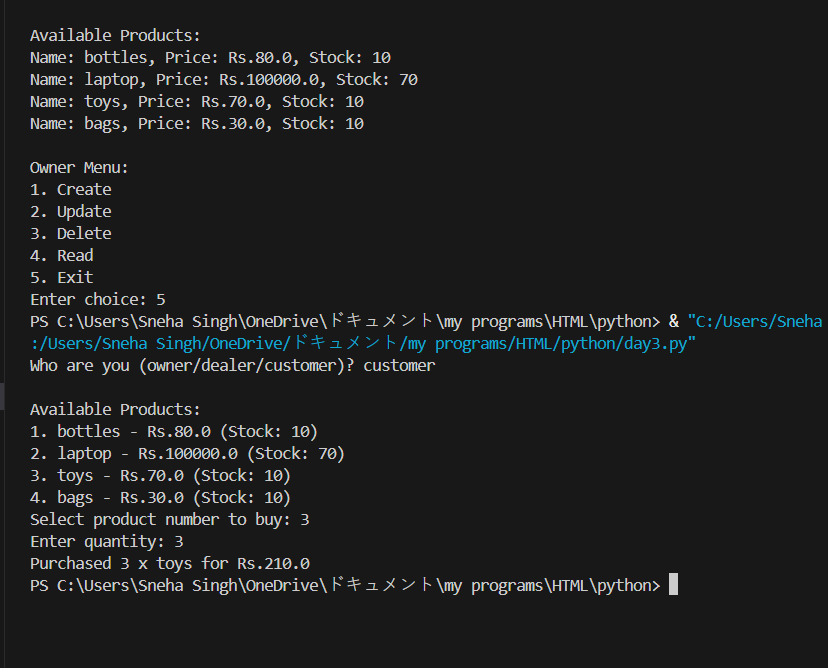 Available Products:
Name: bottles, Price: Rs.80.0, Stock: 10
Name: laptop, Price: Rs.100000.0, Stock: 70
Name: toys, Price: Rs.70.0, Stock: 10
Name: bags, Price: Rs.30.0, Stock: 10
Owner Menu:
1. Create
2. Update
3. Delete
4. Read
5. Exit
Enter choice: 5
PS C:\Users\Sneha Singh\OneDrive\ドキュメント\my programs\HTML\python> & "C:/Users/Sneha
:/Users/Sneha Singh/OneDrive/ドキュメント/my programs/HTML/python/day3.py"
Who are you (owner/dealer/customer)? customer
Available Products:
1. bottles - Rs.80.0 (Stock: 10)
2. laptop - Rs.100000.0 (Stock: 70)
3. toys - Rs.70.0 (Stock: 10)
4. bags - Rs.30.0 (Stock: 10)
Select product number to buy: 3
Enter quantity: 3
Purchased 3 x toys for Rs.210.0
PS C:\Users\Sneha Singh\OneDrive\ドキュメント\my programs\HTML\python>